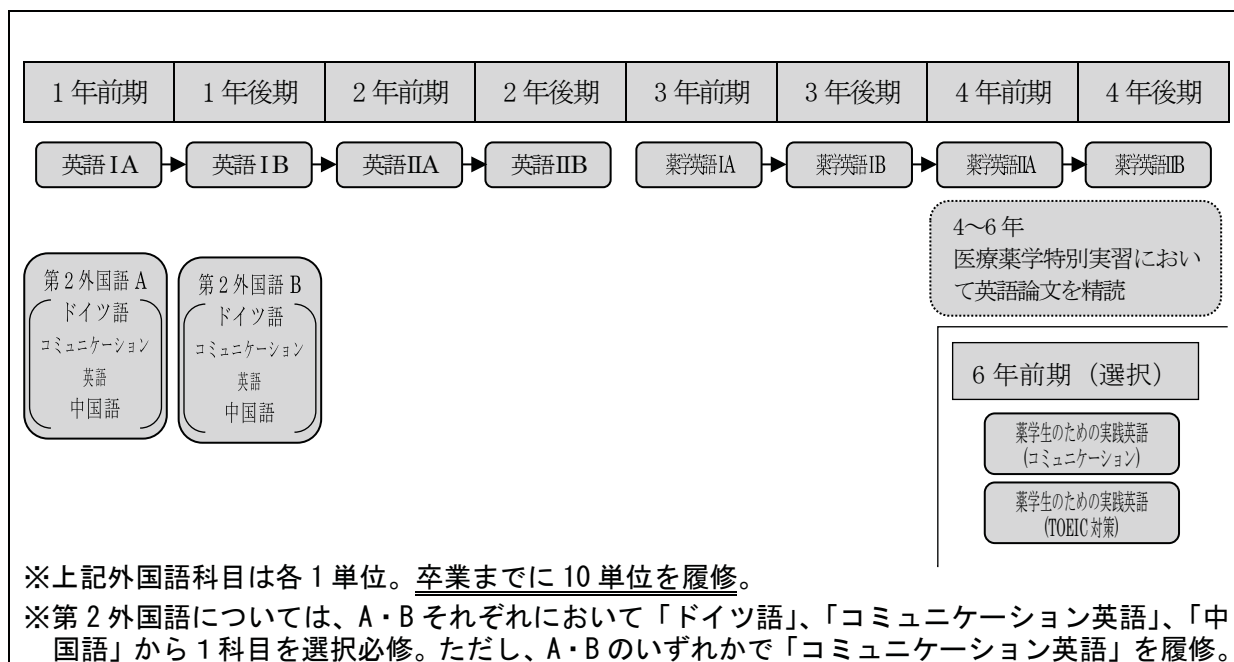 1年前期 1年後期 2年前期 2年後期 3年前期 3年後期 4年前期 4年後期
英語IA 英語IB 英語IIA 英語IIB 薬学英語IA 薬学英語IB 薬学英語IIA 薬学英語IIB
4～6年
医療薬学特別実習におい
て英語論文を精読
第2外国語A
ドイツ語
コミュニケーション
英語
中国語
第2外国語B
ドイツ語
コミュニケーション
英語
中国語
6年前期（選択）
薬学生のための実践英語
(コミュニケーション)
薬学生のための実践英語
(TOEIC対策)
※上記外国語科目は各1単位。卒業までに10単位を履修。
※第2外国語については、A・Bそれぞれにおいて「ドイツ語」、「コミュニケーション英語」、「中
国語」から1科目を選択必修。ただし、A・Bのいずれかで「コミュニケーション英語」を履修。